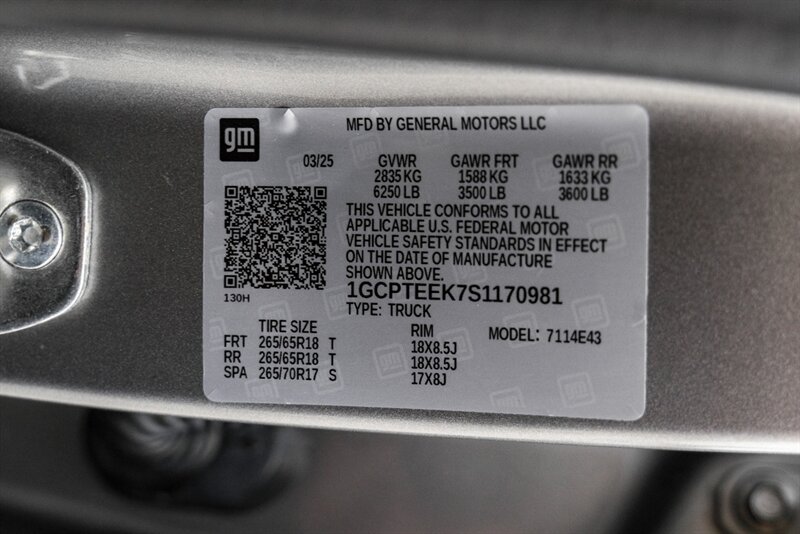 gm
MFD BY GENERAL MOTORS LLC
03/25 GVWR GAWR FRT GAWR RR
2835 KG 1588 KG 1633 KG
6250 LB 3500 LB 3600 LB
THIS VEHICLE CONFORMS TO ALL
APPLICABLE U.S. FEDERAL MOTOR
VEHICLE SAFETY STANDARDS IN EFFECT
ON THE DATE OF MANUFACTURE
SHOWN ABOVE.
130H
1GCPTEEK7S1170981
TYPE: TRUCK
TIRE SIZE RIM MODEL: 7114E43
FRT 265/65R18 T 18X8.5J
RR 265/65R18 T 18X8.5J
SPA 265/70R17 S 17X8J